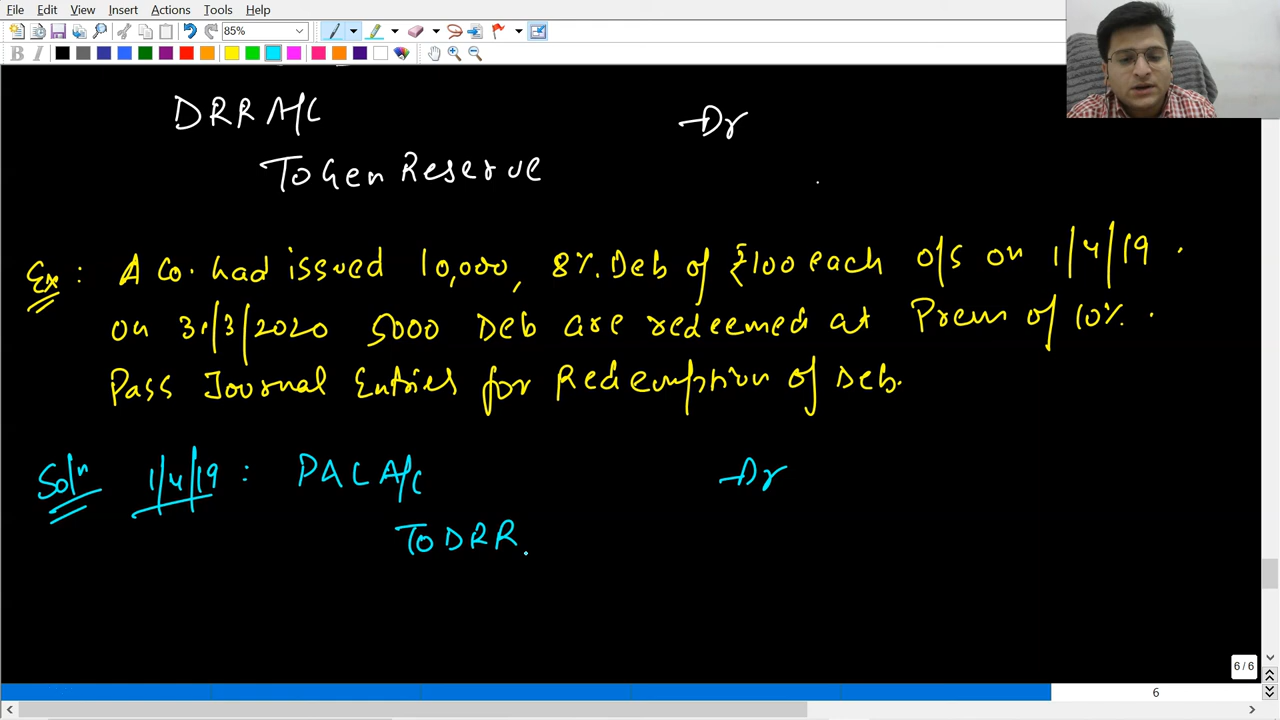 File Edit View Insert Actions Tools Help
85%
B I
DRR A/c Dr
To Gen Reserve
Ex : A Co. had issued 10,000, 8% Deb of ₹100 each o/s on 1/4/19 .
on 31/3/2020 5000 Deb are redeemed at Prem of 10% .
Pass Journal Entries for Redemption of Deb.
Soln 1/4/19 : P&L A/c Dr
To DRR
6 / 6
6